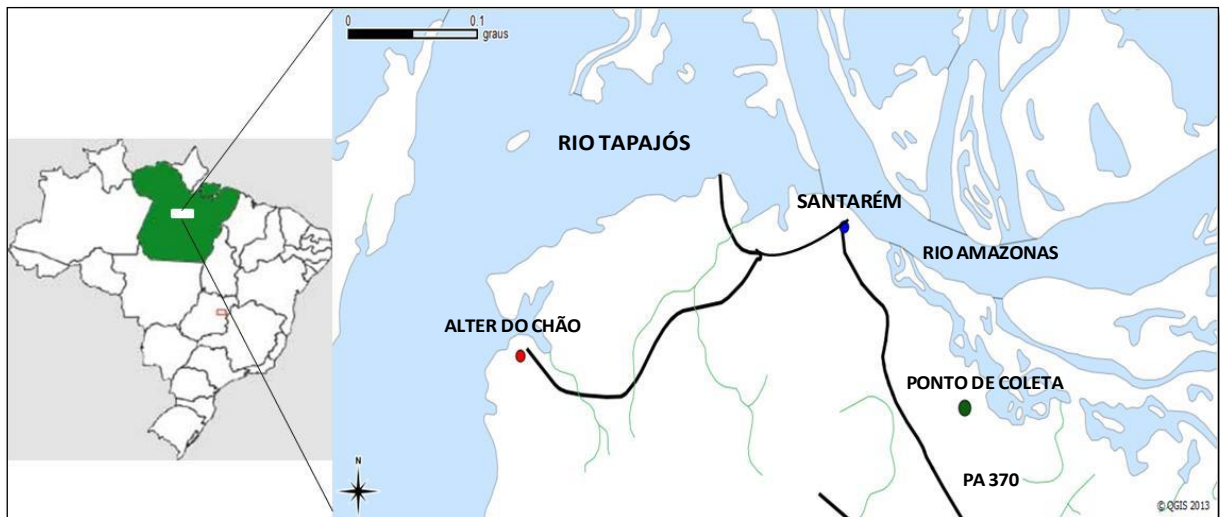 0 0.1
graus
RIO TAPAJÓS
SANTARÉM
RIO AMAZONAS
ALTER DO CHÃO
PONTO DE COLETA
PA 370
N
© QGIS 2013